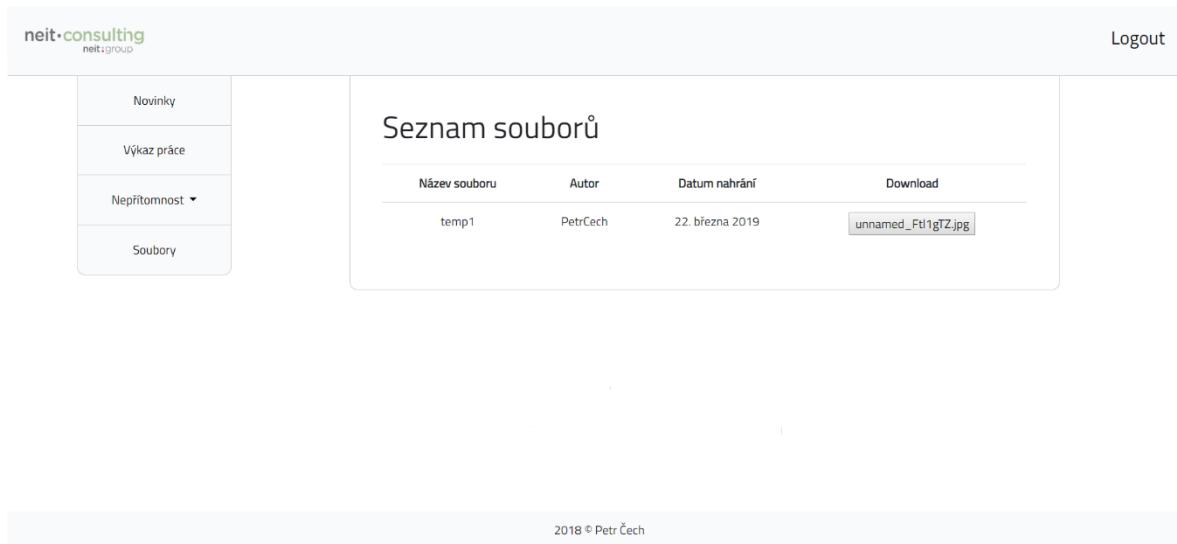 neit•consulting
neit:group
Logout
Novinky
Výkaz práce
Nepřítomnost
Soubory
Seznam souborů
Název souboru Autor Datum nahrání Download
temp1 PetrCech 22. března 2019 unnamed_Ftl1gTZ.jpg
2018 © Petr Čech